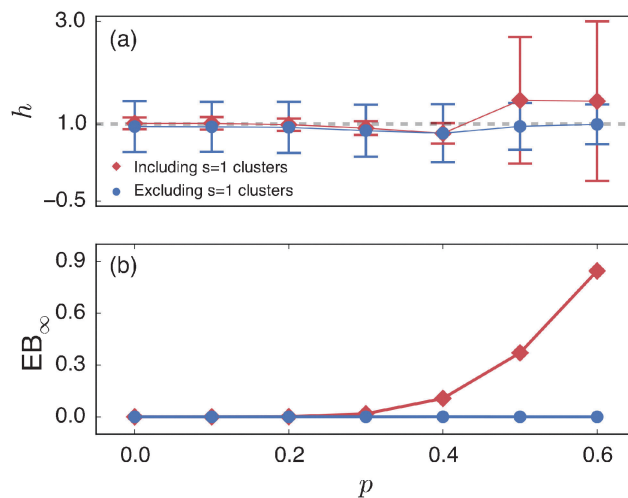 (a)
3.0
1.0
−0.5
h
Including s=1 clusters
Excluding s=1 clusters
(b)
0.9
0.6
0.3
0.0
EB∞
0.0 0.2 0.4 0.6
p